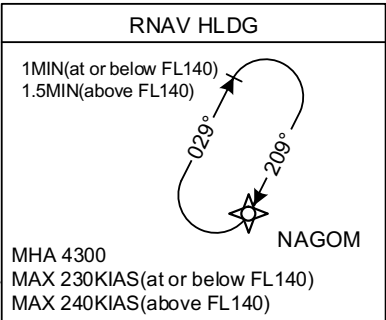 RNAV HLDG
1MIN(at or below FL140)
1.5MIN(above FL140)
029°
209°
NAGOM
MHA 4300
MAX 230KIAS(at or below FL140)
MAX 240KIAS(above FL140)